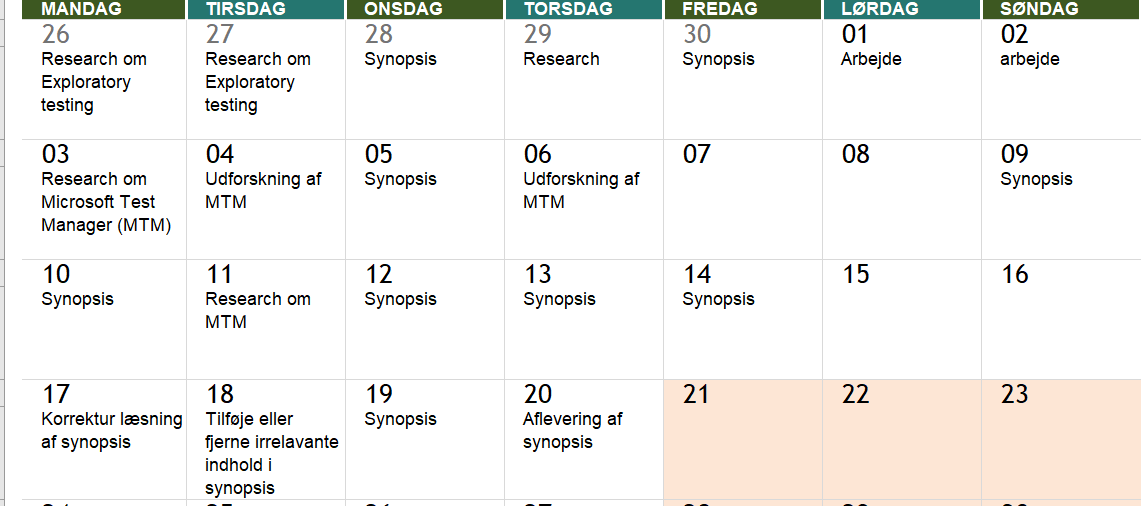 MANDAG TIRSDAG ONSDAG TORSDAG FREDAG LØRDAG SØNDAG
26 27 28 29 30 01 02
Research om Research om Synopsis Research Synopsis Arbejde arbejde
Exploratory Exploratory
testing testing
03 04 05 06 07 08 09
Research om Udforskning af Synopsis Udforskning af Synopsis
Microsoft Test MTM MTM
Manager (MTM)
10 11 12 13 14 15 16
Synopsis Research om Synopsis Synopsis Synopsis
MTM
17 18 19 20 21 22 23
Korrektur læsning Tilføje eller Synopsis Aflevering af
af synopsis fjerne irrelavante synopsis
indhold i
synopsis